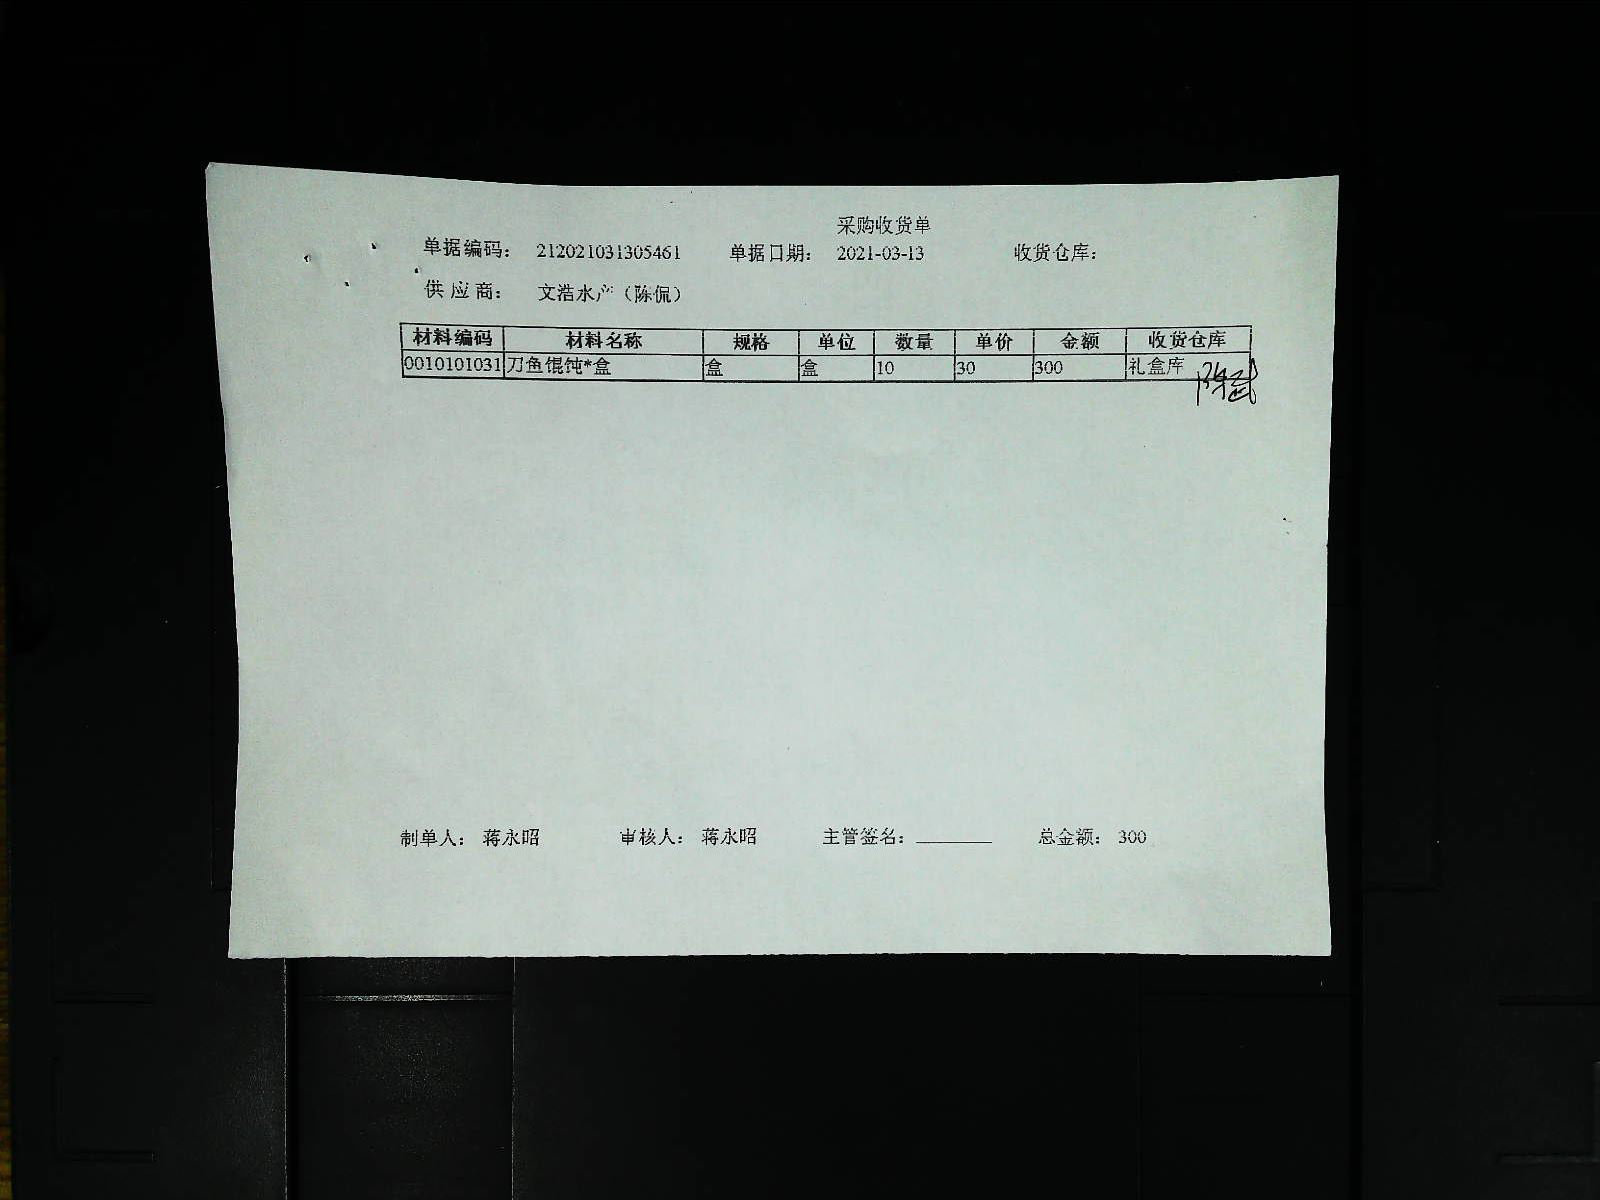 采购收货单
单据编码： 212021031305461 单据日期： 2021-03-13 收货仓库：
供 应 商： 文浩水产（陈侃）
材料编码 材料名称 规格 单位 数量 单价 金额 收货仓库
0010101031 刀鱼馄饨*盒 盒 盒 10 30 300 礼盒库
制单人： 蒋永昭 审核人： 蒋永昭 主管签名： 总金额： 300